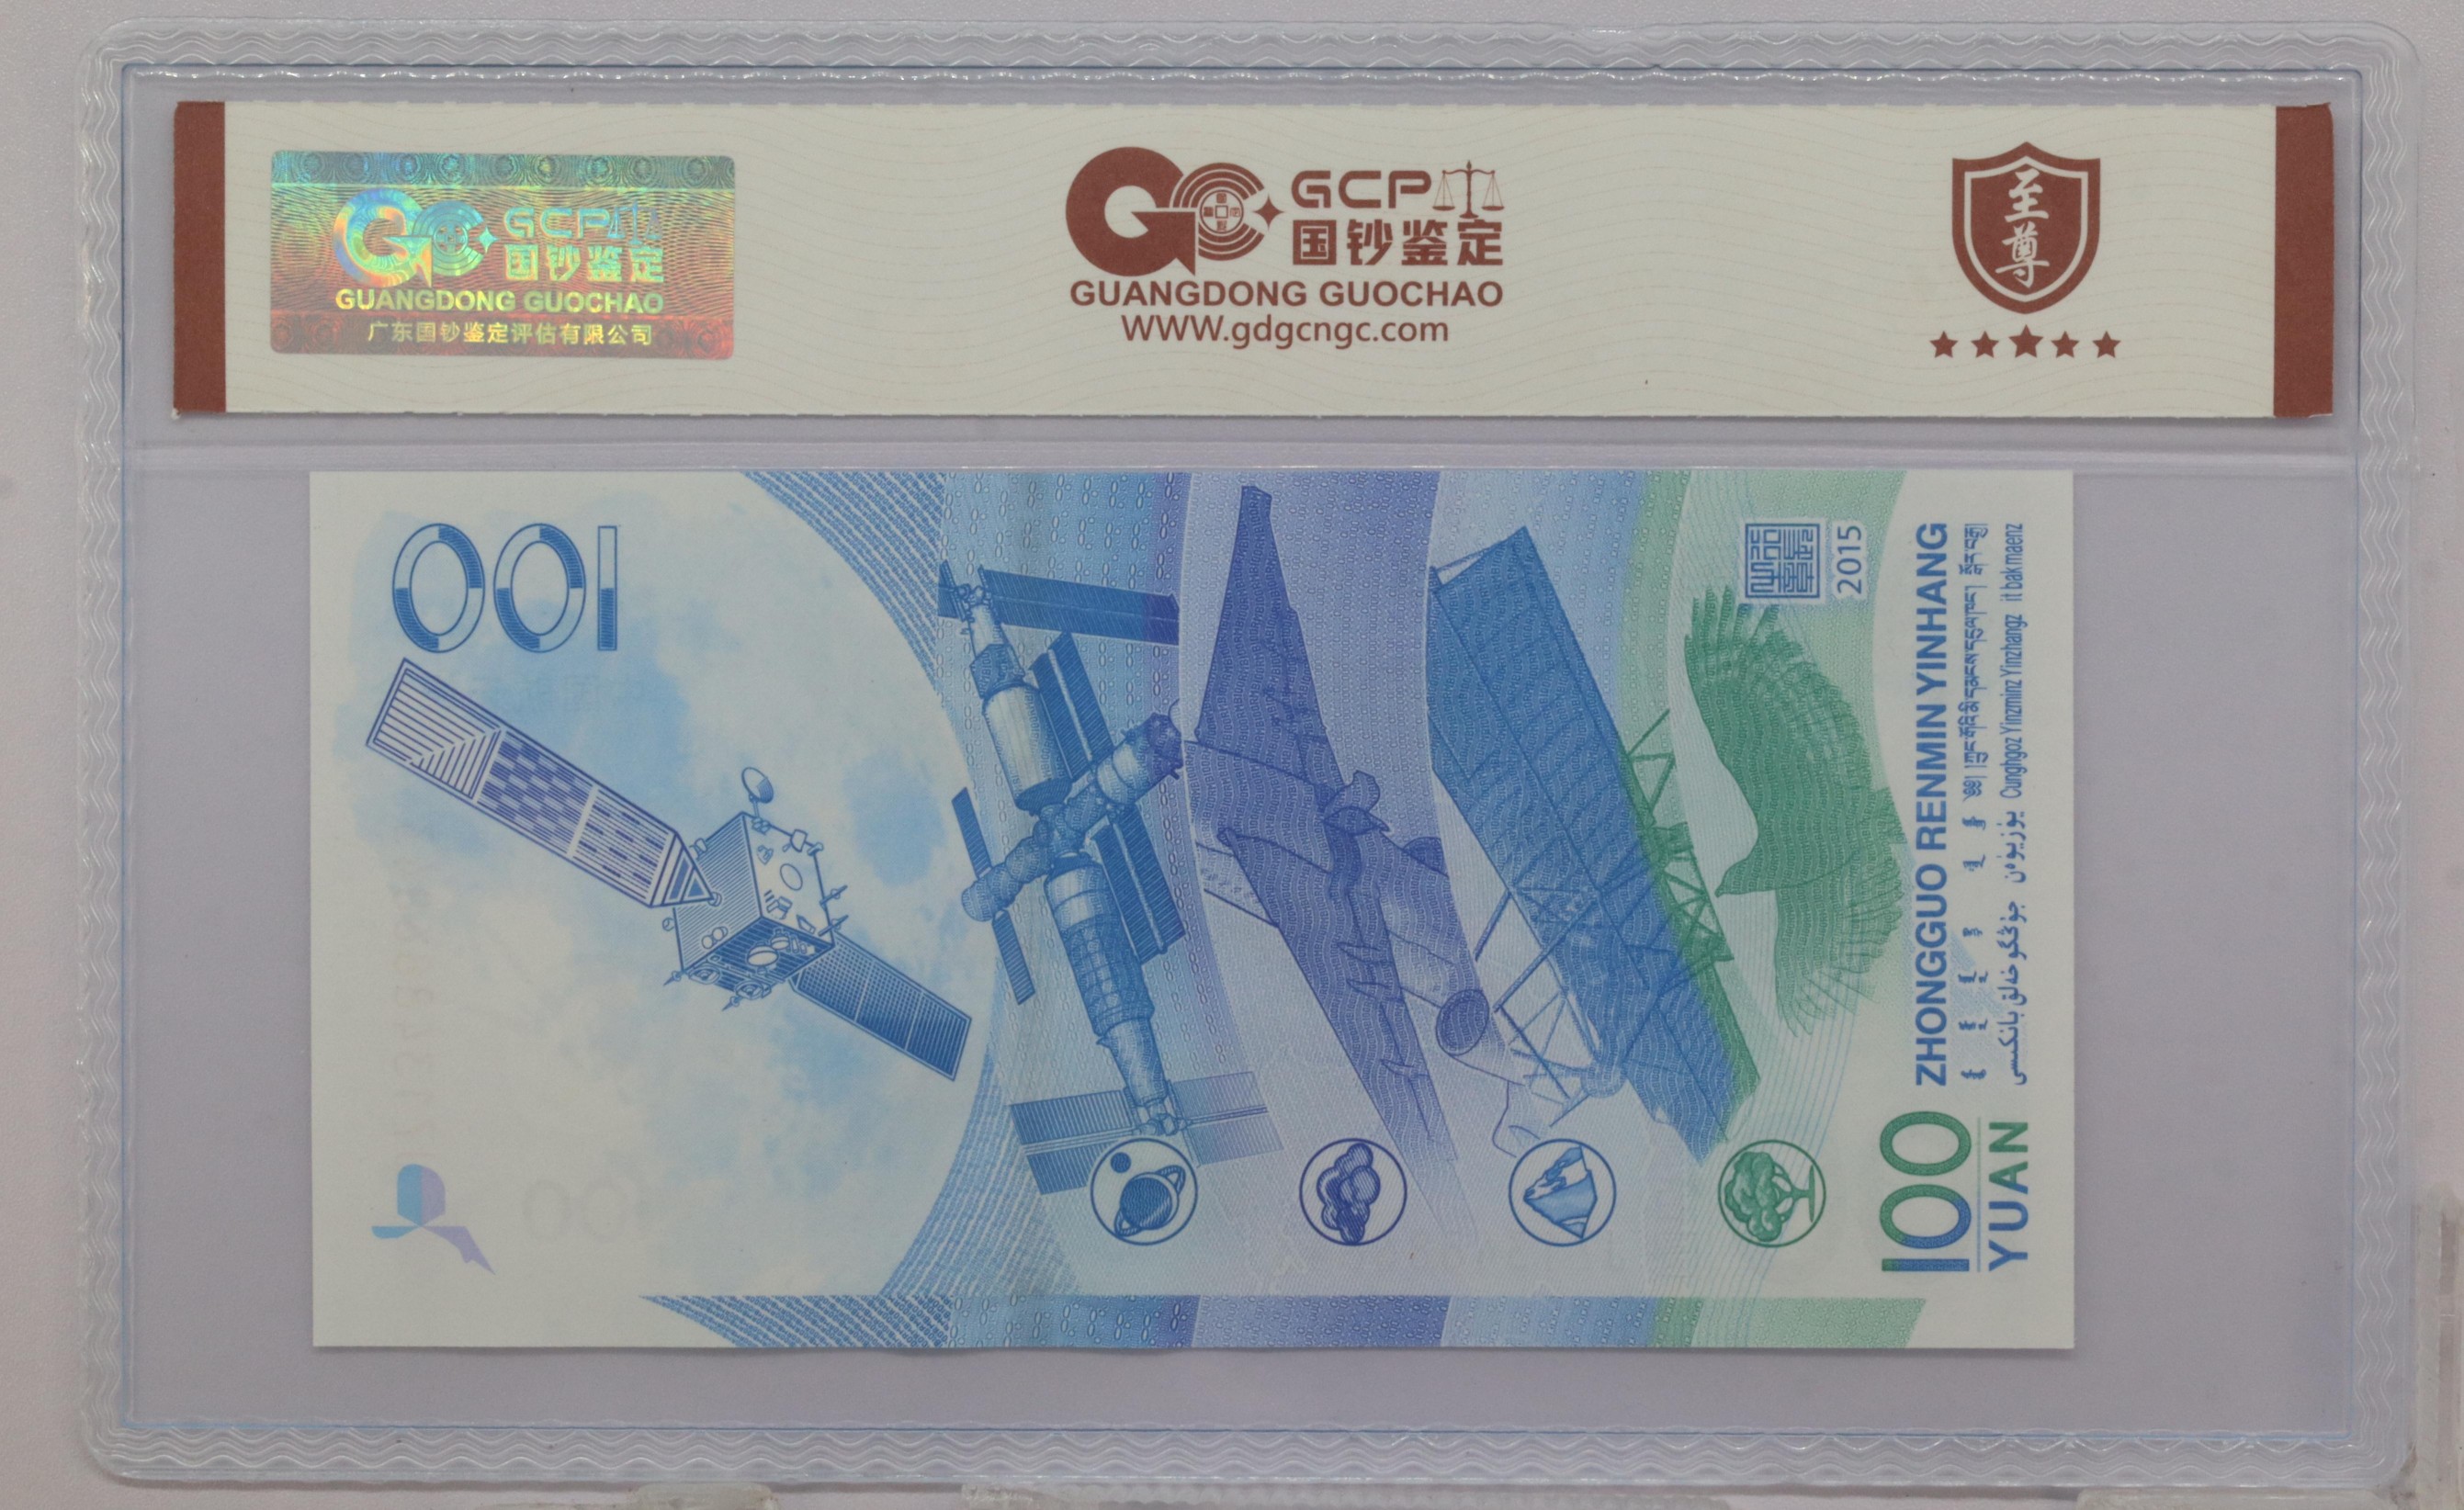 GCP
国钞鉴定
GUANGDONG GUOCHAO
广东国钞鉴定评估有限公司
GCP
国钞鉴定
GUANGDONG GUOCHAO
WWW.gdgcngc.com
至尊
100
2015
ZHONGGUO RENMIN YINHANG
Cunghgoz Yinzminz Yinzhangz it bak maenz
100
YUAN